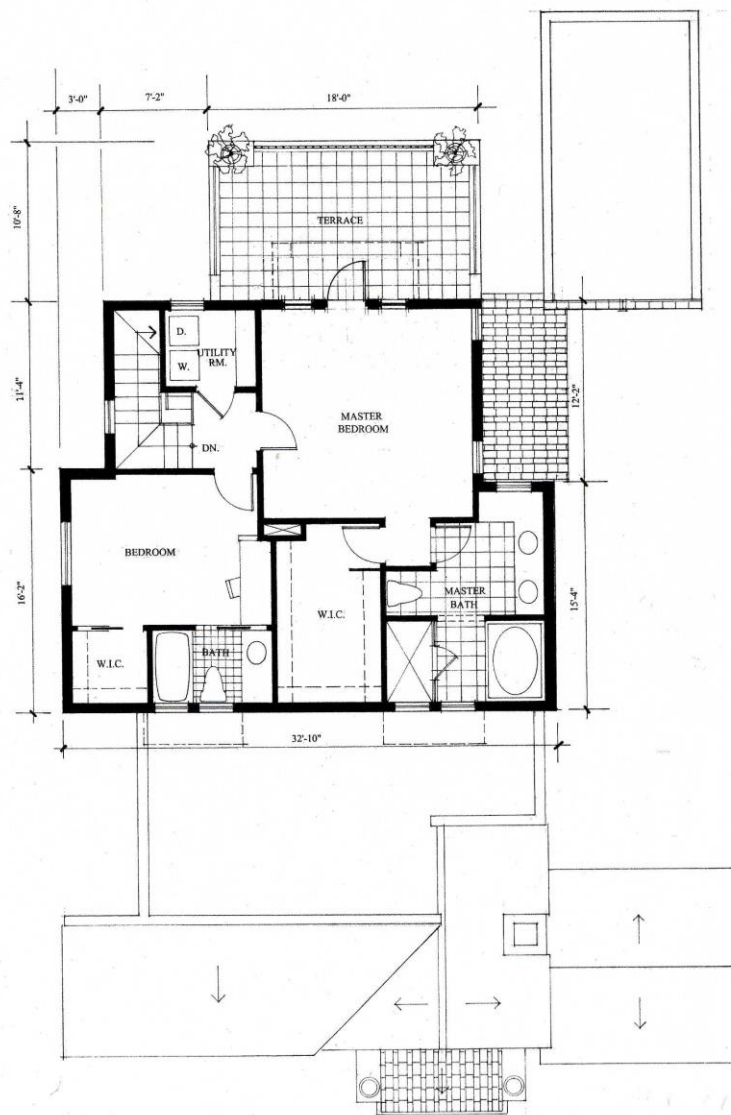 3'-0"
7'-2"
18'-0"
10'-8"
TERRACE
D.
UTILITY
RM.
W.
11'-4"
12'-2"
MASTER
BEDROOM
DN.
BEDROOM
16'-2"
MASTER
BATH
15'-4"
W.I.C.
BATH
W.I.C.
32'-10"